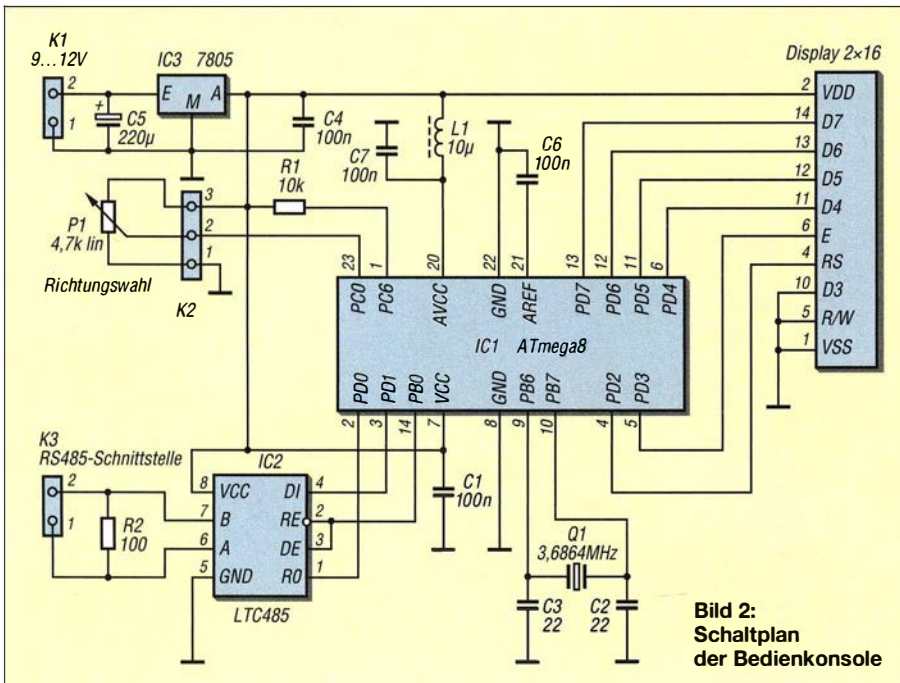 K1
9...12V
2
1
IC3 7805
E
M
A
+
C5
220µ
C4
100n
C7
100n
L1
10µ
C6
100n
R1
10k
P1
4,7k lin
3
2
1
Richtungswahl
K2
Display 2×16
2 VDD
14 D7
13 D6
12 D5
11 D4
6 E
4 RS
10 D3
5 R/W
1 VSS
23 1 20 22 21 13 12 11 6
PC0 PC6 AVCC GND AREF PD7 PD6 PD5 PD4
IC1 ATmega8
PD0 PD1 PB0 VCC GND PB6 PB7 PD2 PD3
2 3 14 7 8 9 10 4 5
K3
RS485-Schnittstelle
2
1
R2
100
IC2
8 VCC DI 4
7 B RE 2
6 A DE 3
5 GND R0 1
LTC485
C1
100n
Q1
3,6864MHz
C3
22
C2
22
Bild 2:
Schaltplan
der Bedienkonsole